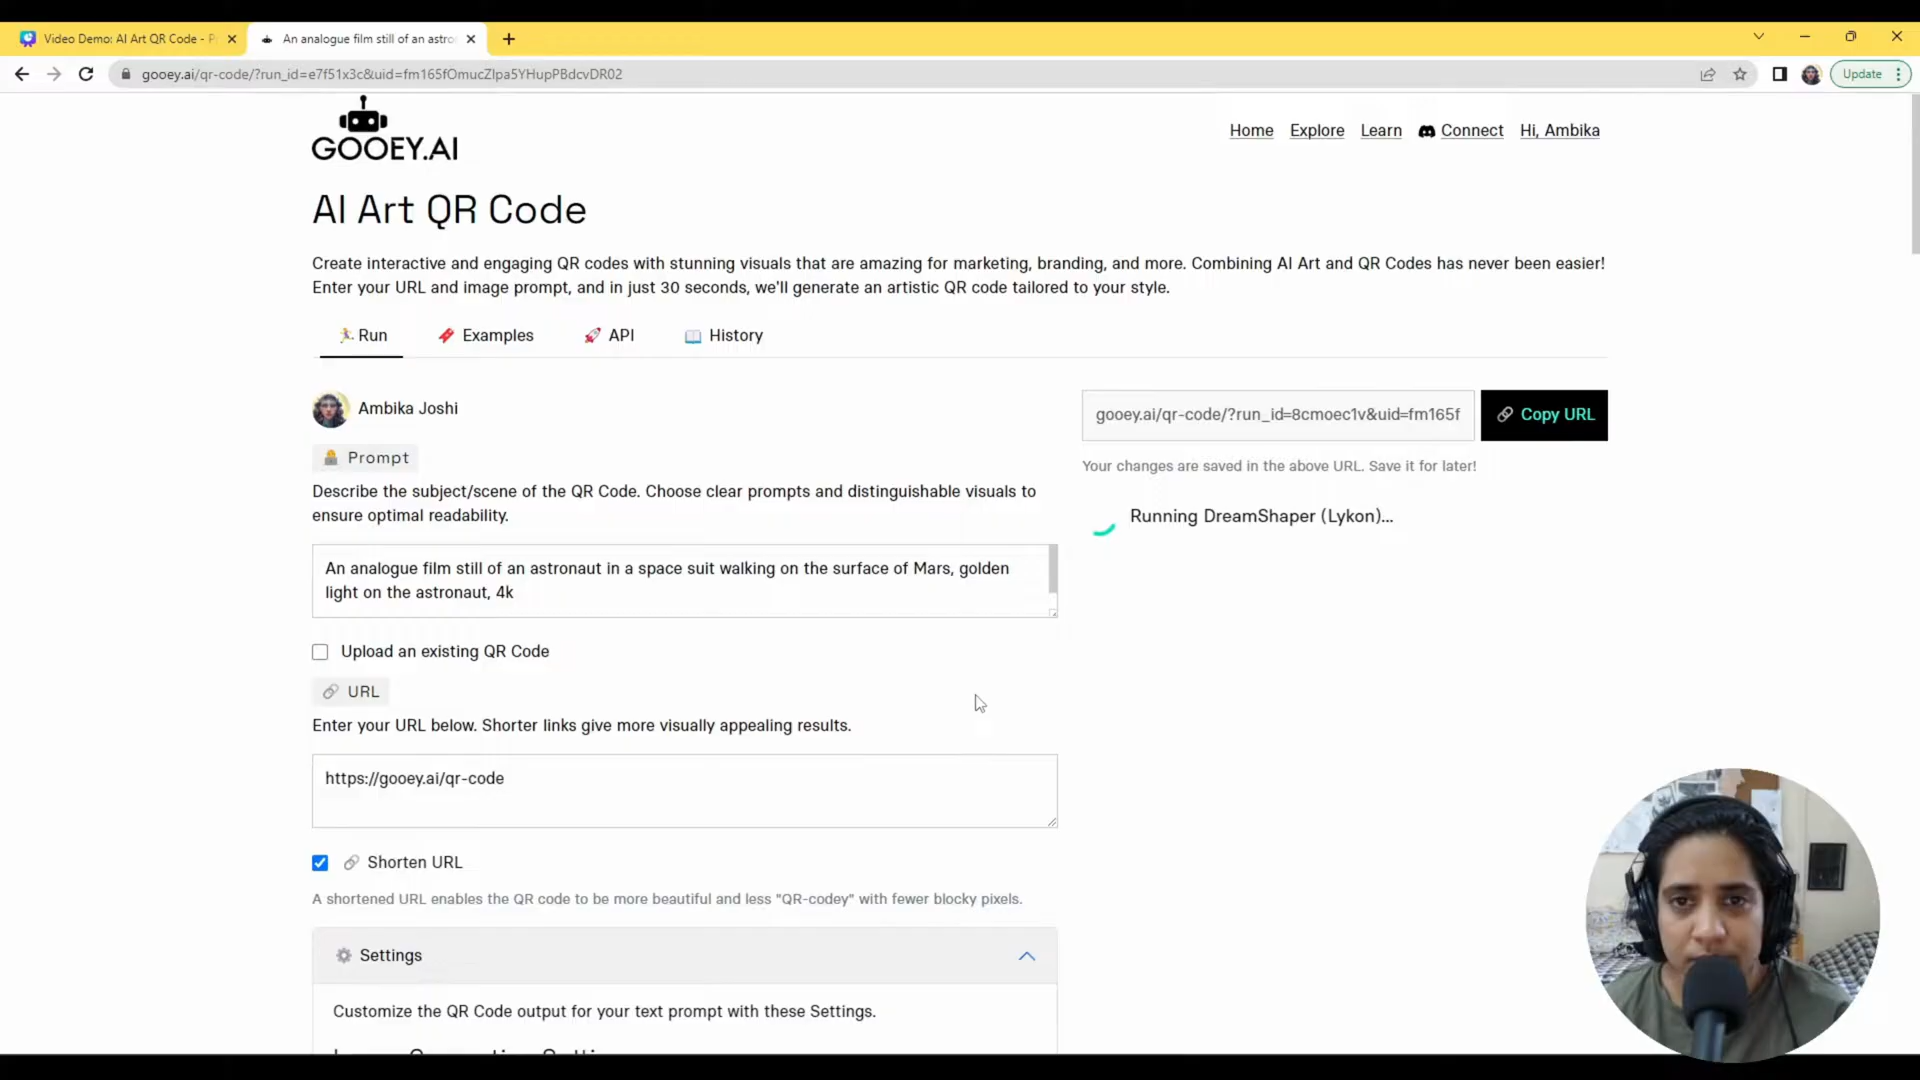 Video Demo: AI Art QR Code - P
An analogue film still of an astro
gooey.ai/qr-code/?run_id=e7f51x3c&uid=fm165fOmucZlpa5YHupPBdcvDR02
Update
GOOEY.AI
Home Explore Learn Connect Hi, Ambika
AI Art QR Code
Create interactive and engaging QR codes with stunning visuals that are amazing for marketing, branding, and more. Combining AI Art and QR Codes has never been easier!
Enter your URL and image prompt, and in just 30 seconds, we'll generate an artistic QR code tailored to your style.
Run Examples API History
Ambika Joshi
gooey.ai/qr-code/?run_id=8cmoec1v&uid=fm165f
Copy URL
Your changes are saved in the above URL. Save it for later!
Running DreamShaper (Lykon)...
Prompt
Describe the subject/scene of the QR Code. Choose clear prompts and distinguishable visuals to
ensure optimal readability.
An analogue film still of an astronaut in a space suit walking on the surface of Mars, golden
light on the astronaut, 4k
Upload an existing QR Code
URL
Enter your URL below. Shorter links give more visually appealing results.
https://gooey.ai/qr-code
Shorten URL
A shortened URL enables the QR code to be more beautiful and less "QR-codey" with fewer blocky pixels.
Settings
Customize the QR Code output for your text prompt with these Settings.